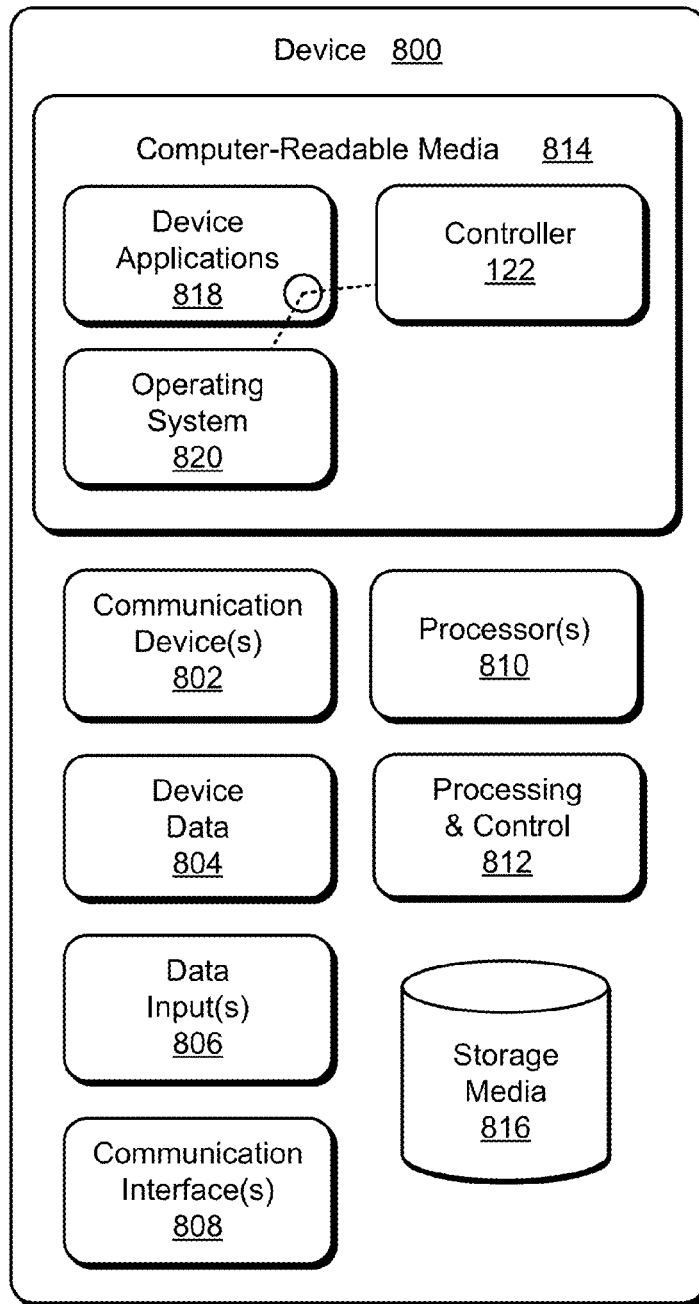 Device 800
Computer-Readable Media 814
Device
Applications
818
Controller
122
Operating
System
820
Communication
Device(s)
802
Processor(s)
810
Device
Data
804
Processing
& Control
812
Data
Input(s)
806
Storage
Media
816
Communication
Interface(s)
808